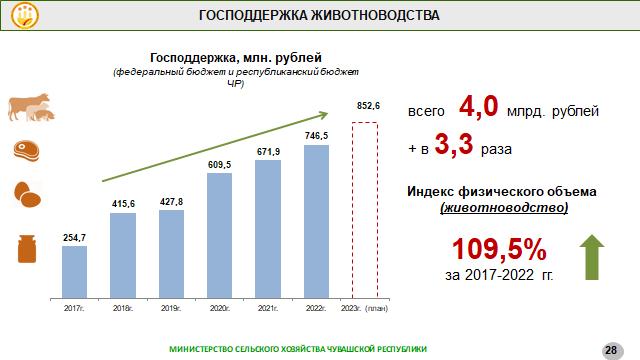 ГОСПОДДЕРЖКА ЖИВОТНОВОДСТВА
Господдержка, млн. рублей
(федеральный бюджет и республиканский бюджет
ЧР)
852,6
746,5
671,9
609,5
427,8
415,6
254,7
2017г.
2018г.
2019г.
2020г.
2021г.
2022г.
2023г. (план)
всего 4,0 млрд. рублей
+ в 3,3 раза
Индекс физического объема
(животноводство)
109,5%
за 2017-2022 гг.
МИНИСТЕРСТВО СЕЛЬСКОГО ХОЗЯЙСТВА ЧУВАШСКОЙ РЕСПУБЛИКИ
28